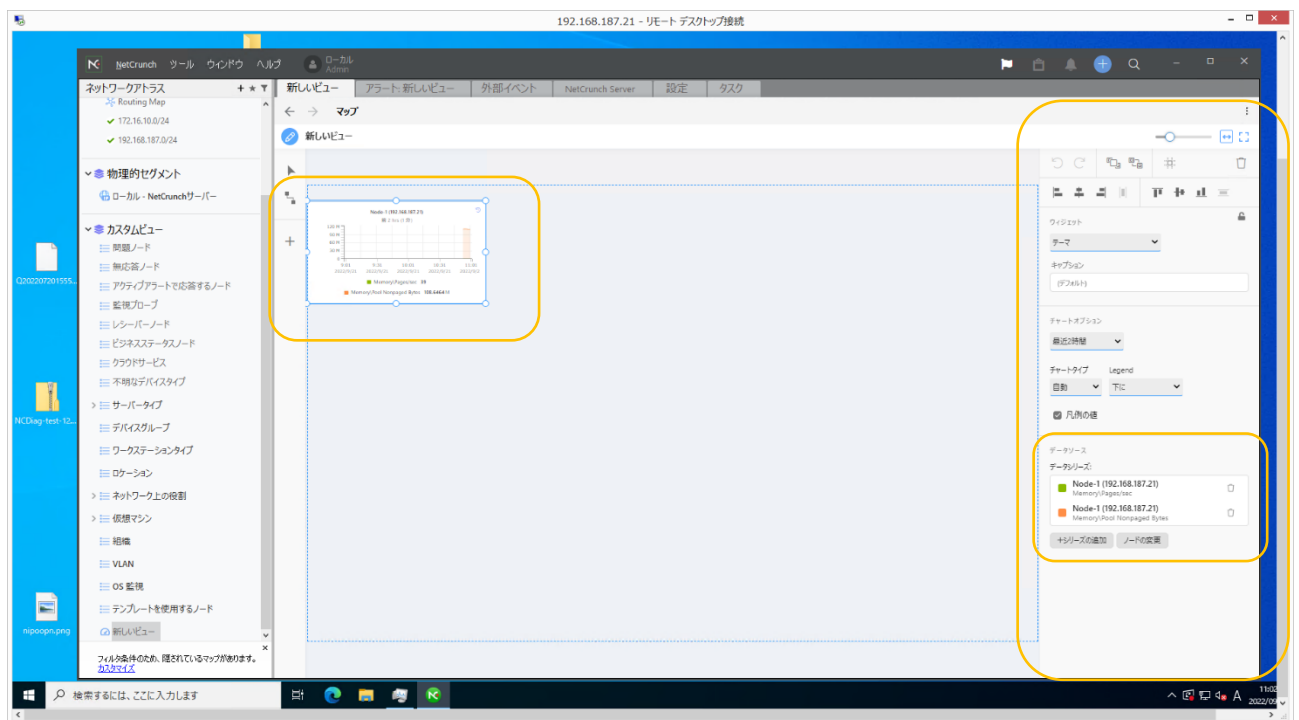 192.168.187.21 - リモート デスクトップ接続
NetCrunch ツール ウィンドウ ヘルプ ローカル
Admin
ネットワークアトラス
新しいビュー アラート: 新しいビュー 外部イベント NetCrunch Server 設定 タスク
Routing Map
172.16.10.0/24
192.168.187.0/24
マップ
新しいビュー
物理的セグメント
ローカル - NetCrunchサーバー
カスタムビュー
問題ノード
無応答ノード
アクティブアラートで応答するノード
監視プローブ
レシーバーノード
ビジネスステータスノード
クラウドサービス
不明なデバイスタイプ
サーバータイプ
デバイスグループ
ワークステーションタイプ
ロケーション
ネットワーク上の役割
仮想マシン
組織
VLAN
OS 監視
テンプレートを使用するノード
新しいビュー
フィルタ条件のため、隠されているマップがあります。
カスタマイズ
Node-1 (192.168.187.21)
Memory\Pages/sec
Memory\Pool Nonpaged Bytes
ウィジェット
テーマ
キャプション
(デフォルト)
チャートオプション
最近2時間
チャートタイプ Legend
自動 下に
凡例の値
データソース
データシリーズ:
Node-1 (192.168.187.21)
Memory\Pages/sec
Node-1 (192.168.187.21)
Memory\Pool Nonpaged Bytes
+シリーズの追加 ノードの変更
Q202207201555...
NCDiag-test-12...
nipoopn.png
検索するには、ここに入力します
A
11:02